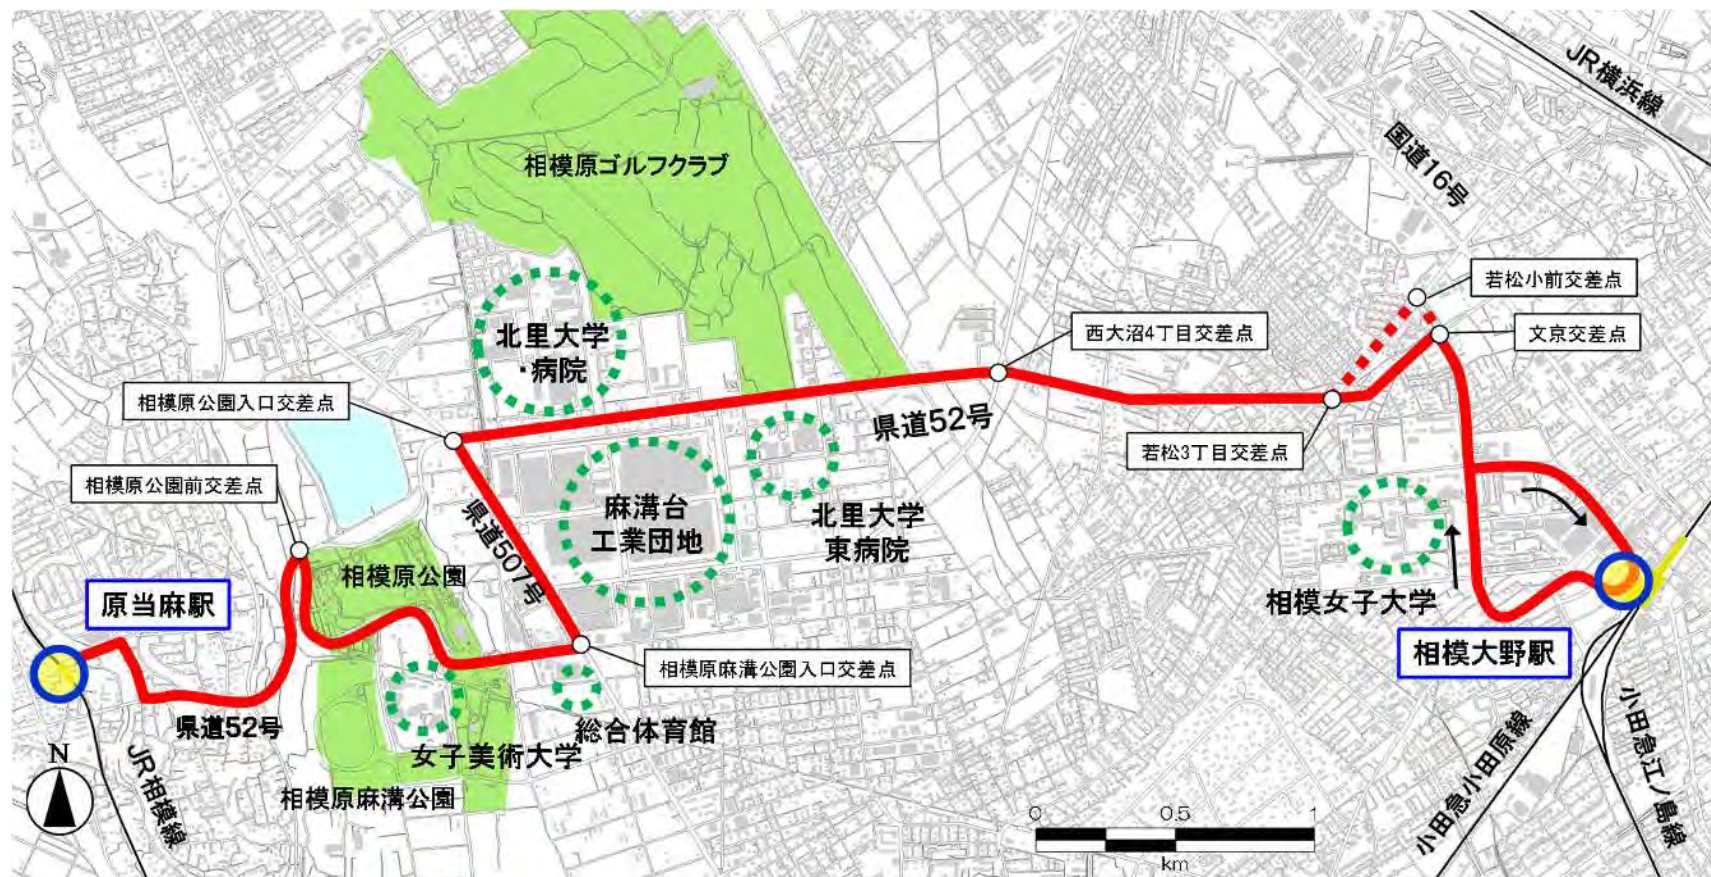 JR横浜線
国道16号
相模原ゴルフクラブ
若松小前交差点
西大沼4丁目交差点
文京交差点
北里大学
・病院
相模原公園入口交差点
県道52号
若松3丁目交差点
相模原公園前交差点
県道507号
麻溝台
工業団地
北里大学
東病院
相模原公園
原当麻駅
相模女子大学
相模大野駅
相模原麻溝公園入口交差点
県道52号
総合体育館
女子美術大学
相模原麻溝公園
N
JR相模線
小田急小田原線
小田急江ノ島線
0 0.5 1
km